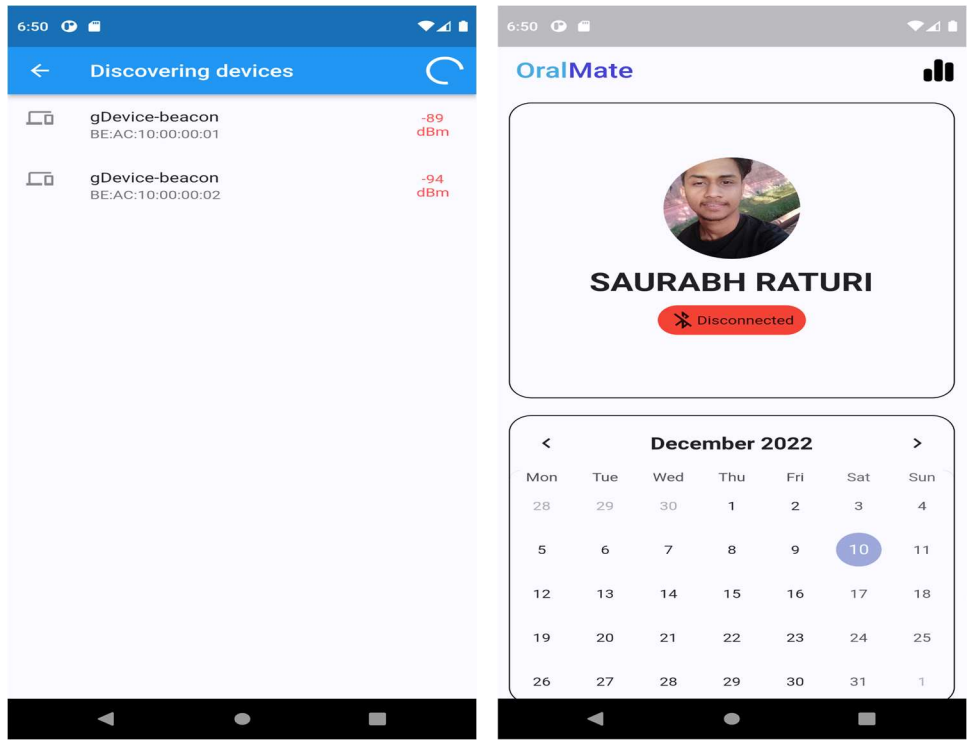 6:50
Discovering devices
gDevice-beacon
BE:AC:10:00:00:01
-89
dBm
gDevice-beacon
BE:AC:10:00:00:02
-94
dBm
6:50
OralMate
SAURABH RATURI
Disconnected
December 2022
Mon Tue Wed Thu Fri Sat Sun
28 29 30 1 2 3 4
5 6 7 8 9 10 11
12 13 14 15 16 17 18
19 20 21 22 23 24 25
26 27 28 29 30 31 1